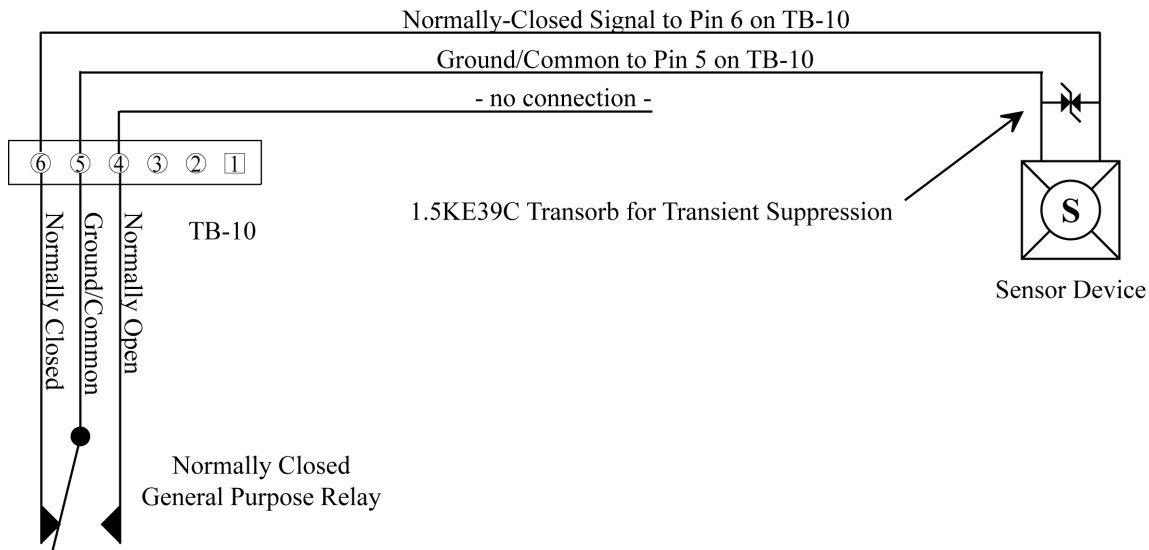 Normally-Closed Signal to Pin 6 on TB-10
Ground/Common to Pin 5 on TB-10
- no connection -
6 5 4 3 2 1
TB-10
1.5KE39C Transorb for Transient Suppression
S
Sensor Device
Normally Closed
Ground/Common
Normally Open
Normally Closed
General Purpose Relay